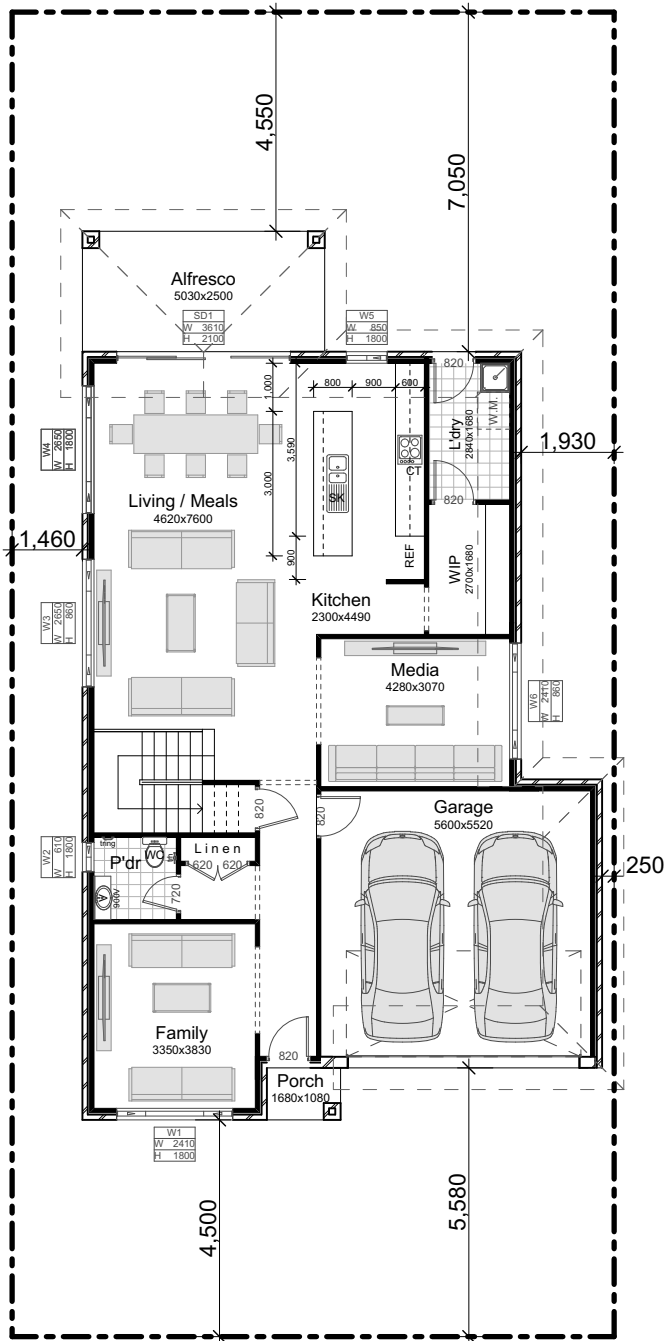 4,550
7,050
Alfresco
5030x2500
SD1
W 3610
H 2100
W5
W 850
H 1800
820
800
900
600
1,000
3,590
3,000
900
W.M.
L'dry
2840x1680
W4
W 2650
H 1800
1,930
CT
SK
820
Living / Meals
4620x7600
1,460
REF
WIP
2700x1680
W3
W 2650
H 860
Kitchen
2300x4490
Media
4280x3070
W6
W 2410
H 860
820
820
Garage
5600x5520
W2
W 610
H 1800
P'dr
WC
Linen
620
620
250
720
900V
Family
3350x3830
820
Porch
1680x1080
W1
W 2410
H 1800
4,500
5,580